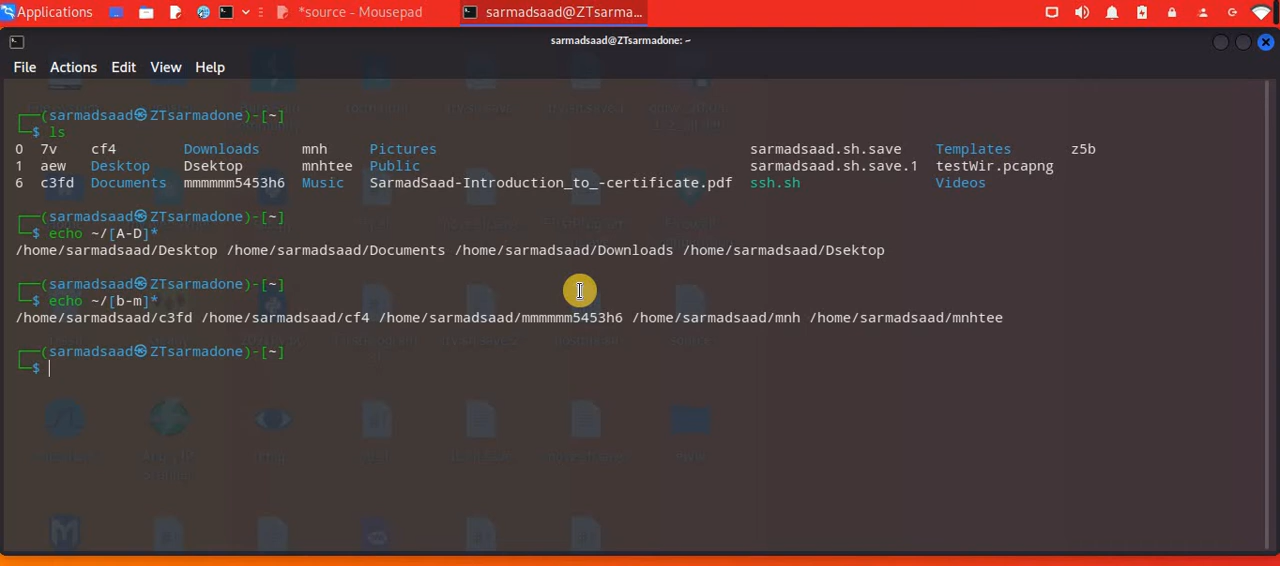 Applications *source - Mousepad sarmadsaad@ZTsarma...
sarmadsaad@ZTsarmadone: ~
File Actions Edit View Help
┌──(sarmadsaad㉿ZTsarmadone)-[~]
└─$ ls
0 7v cf4 Downloads mnh Pictures sarmadsaad.sh.save Templates z5b
1 aew Desktop Dsektop mnhtee Public sarmadsaad.sh.save.1 testWir.pcapng
6 c3fd Documents mmmmmm5453h6 Music SarmadSaad-Introduction_to_-certificate.pdf ssh.sh Videos
┌──(sarmadsaad㉿ZTsarmadone)-[~]
└─$ echo ~/[A-D]*
/home/sarmadsaad/Desktop /home/sarmadsaad/Documents /home/sarmadsaad/Downloads /home/sarmadsaad/Dsektop
┌──(sarmadsaad㉿ZTsarmadone)-[~]
└─$ echo ~/[b-m]*
/home/sarmadsaad/c3fd /home/sarmadsaad/cf4 /home/sarmadsaad/mmmmmm5453h6 /home/sarmadsaad/mnh /home/sarmadsaad/mnhtee
┌──(sarmadsaad㉿ZTsarmadone)-[~]
└─$